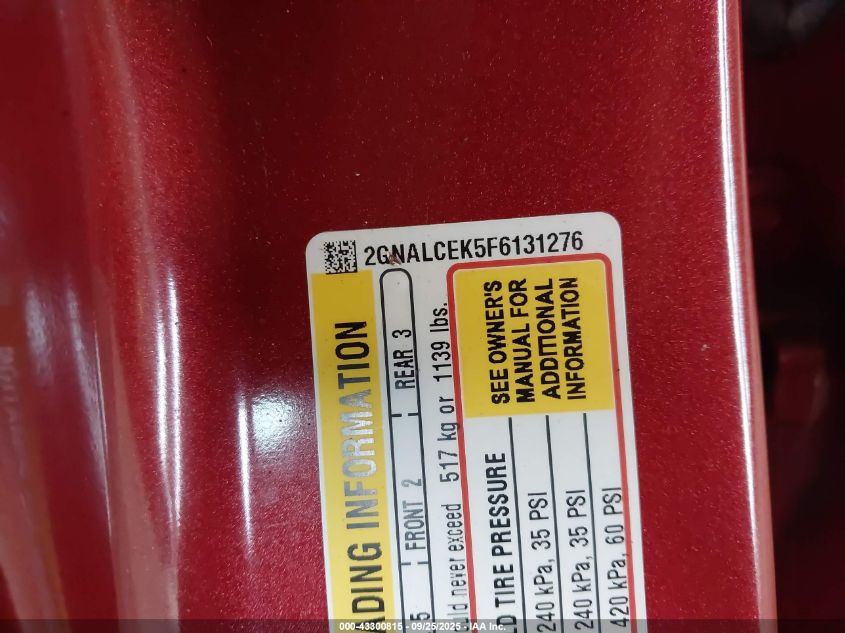 2GNALCEK5F6131276
DING INFORMATION
5 FRONT 2 REAR 3
ld never exceed 517 kg or 1139 lbs.
D TIRE PRESSURE
240 kPa, 35 PSI
240 kPa, 35 PSI
420 kPa, 60 PSI
SEE OWNER'S
MANUAL FOR
ADDITIONAL
INFORMATION
000-43300815 - 09/25/2025 - IAA Inc.